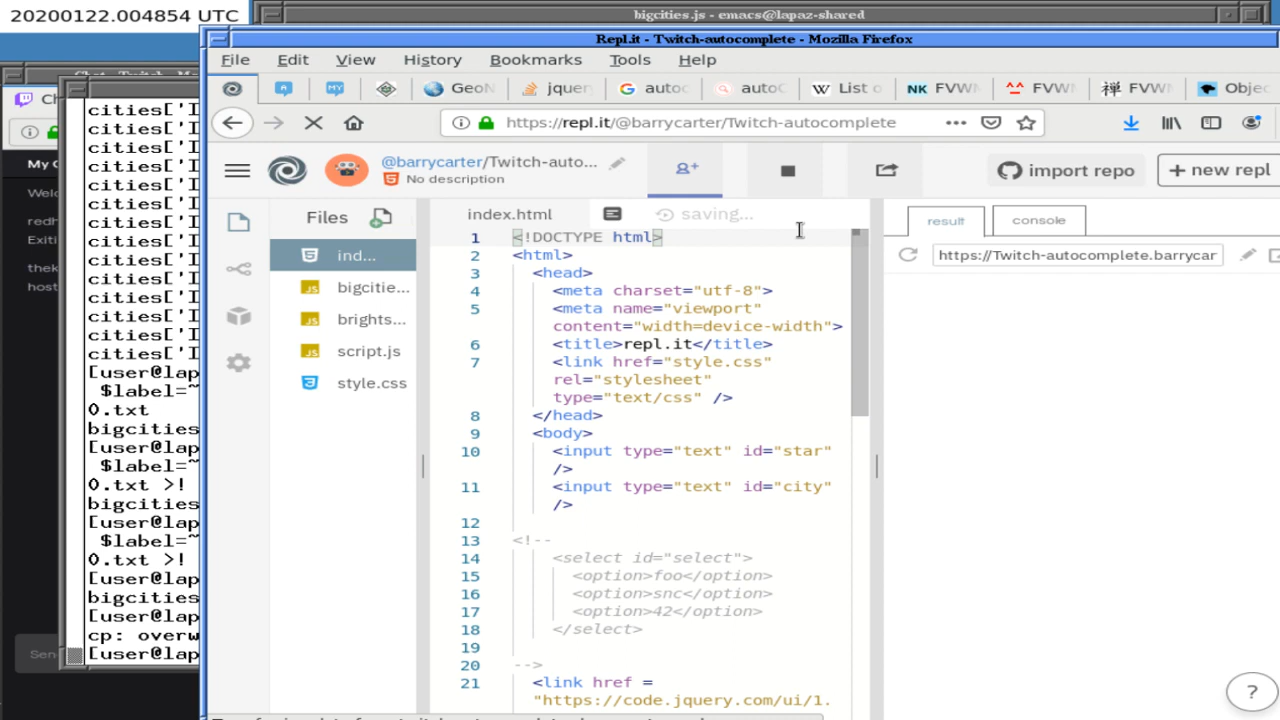 20200122.004854 UTC
bigcities.js - emacs@lapaz-shared
Repl.it - Twitch-autocomplete - Mozilla Firefox
File Edit View History Bookmarks Tools Help
GeoN jquer autoc autoC List o FVWN FVWN FVWN Objec
https://repl.it/@barrycarter/Twitch-autocomplete
@barrycarter/Twitch-auto...
No description
import repo
+ new repl
Files
ind...
bigcitie...
brights...
script.js
style.css
index.html
saving...
1 <!DOCTYPE html>
2 <html>
3 <head>
4 <meta charset="utf-8">
5 <meta name="viewport"
content="width=device-width">
6 <title>repl.it</title>
7 <link href="style.css"
rel="stylesheet"
type="text/css" />
8 </head>
9 <body>
10 <input type="text" id="star"
/>
11 <input type="text" id="city"
/>
12
13 <!--
14 <select id="select">
15 <option>foo</option>
16 <option>snc</option>
17 <option>42</option>
18 </select>
19
20 -->
21 <link href =
"https://code.jquery.com/ui/1.
result
console
https://Twitch-autocomplete.barrycar
?
My C
Welc
redh
Exiti
thek
host
Sen
cities['I
cities['I
cities['I
cities['I
cities['I
cities['I
cities['I
cities['I
cities['I
cities['I
cities['I
cities['I
cities['I
cities['I
[user@lap
$label=~
0.txt
bigcities
[user@lap
$label=~
0.txt >!
bigcities
[user@lap
$label=~
0.txt >!
[user@lap
bigcities
[user@lap
cp: overw
[user@lap